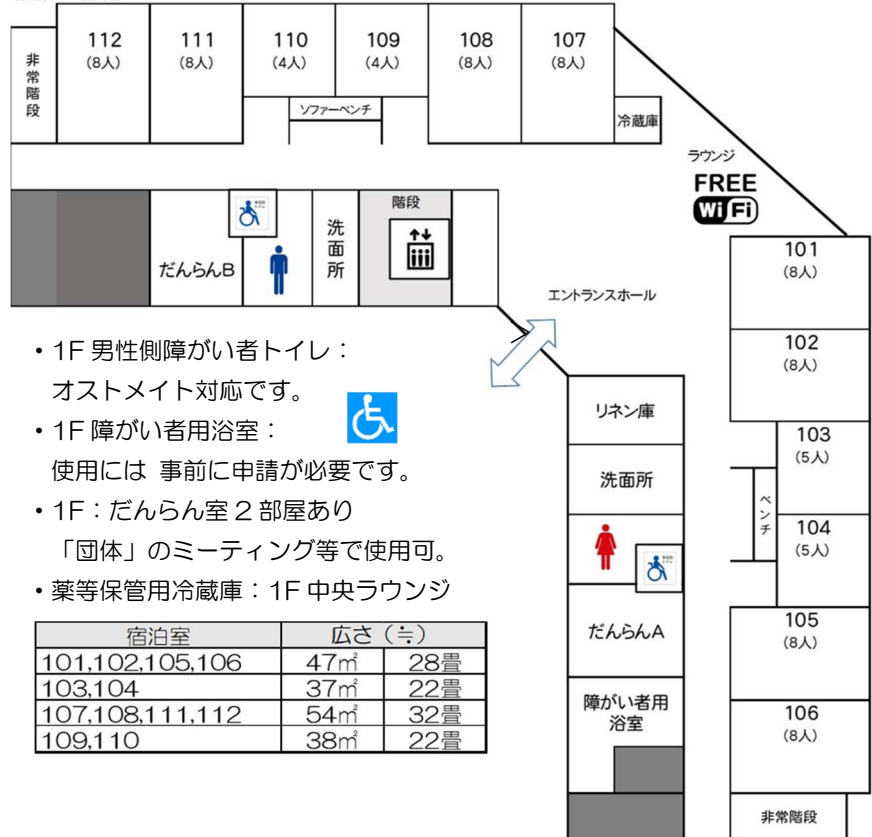 112
(8人)
111
(8人)
110
(4人)
109
(4人)
108
(8人)
107
(8人)
非常階段
ソファーベンチ
冷蔵庫
ラウンジ
FREE
Wi Fi
だんらんB
洗面所
階段
エントランスホール
101
(8人)
102
(8人)
103
(5人)
ベンチ
104
(5人)
105
(8人)
106
(8人)
非常階段
リネン庫
洗面所
だんらんA
障がい者用
浴室
・1F 男性側障がい者トイレ：
オストメイト対応です。
・1F 障がい者用浴室：
使用には 事前に申請が必要です。
・1F：だんらん室２部屋あり
「団体」のミーティング等で使用可。
・薬等保管用冷蔵庫：1F 中央ラウンジ
宿泊室 広さ（≒）
101,102,105,106 47㎡ 28畳
103,104 37㎡ 22畳
107,108,111,112 54㎡ 32畳
109,110 38㎡ 22畳